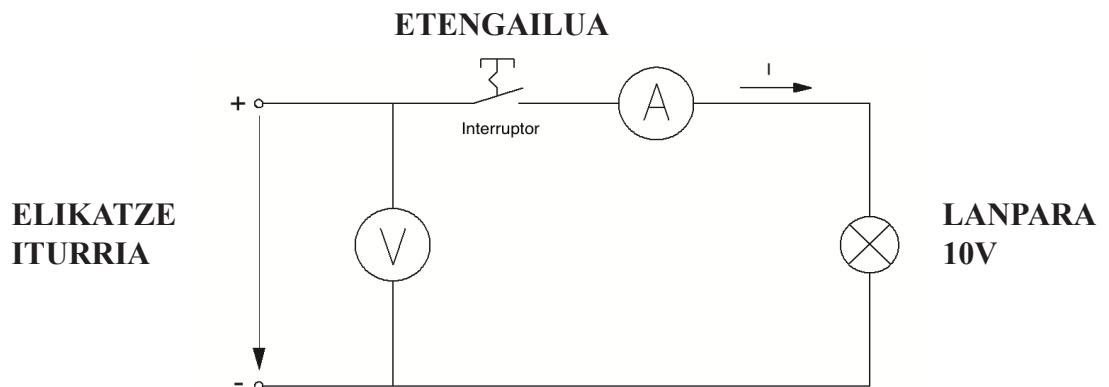 ETENGAILUA
I
+
A
Interruptor
ELIKATZE
ITURRIA
V
LANPARA
10V
-